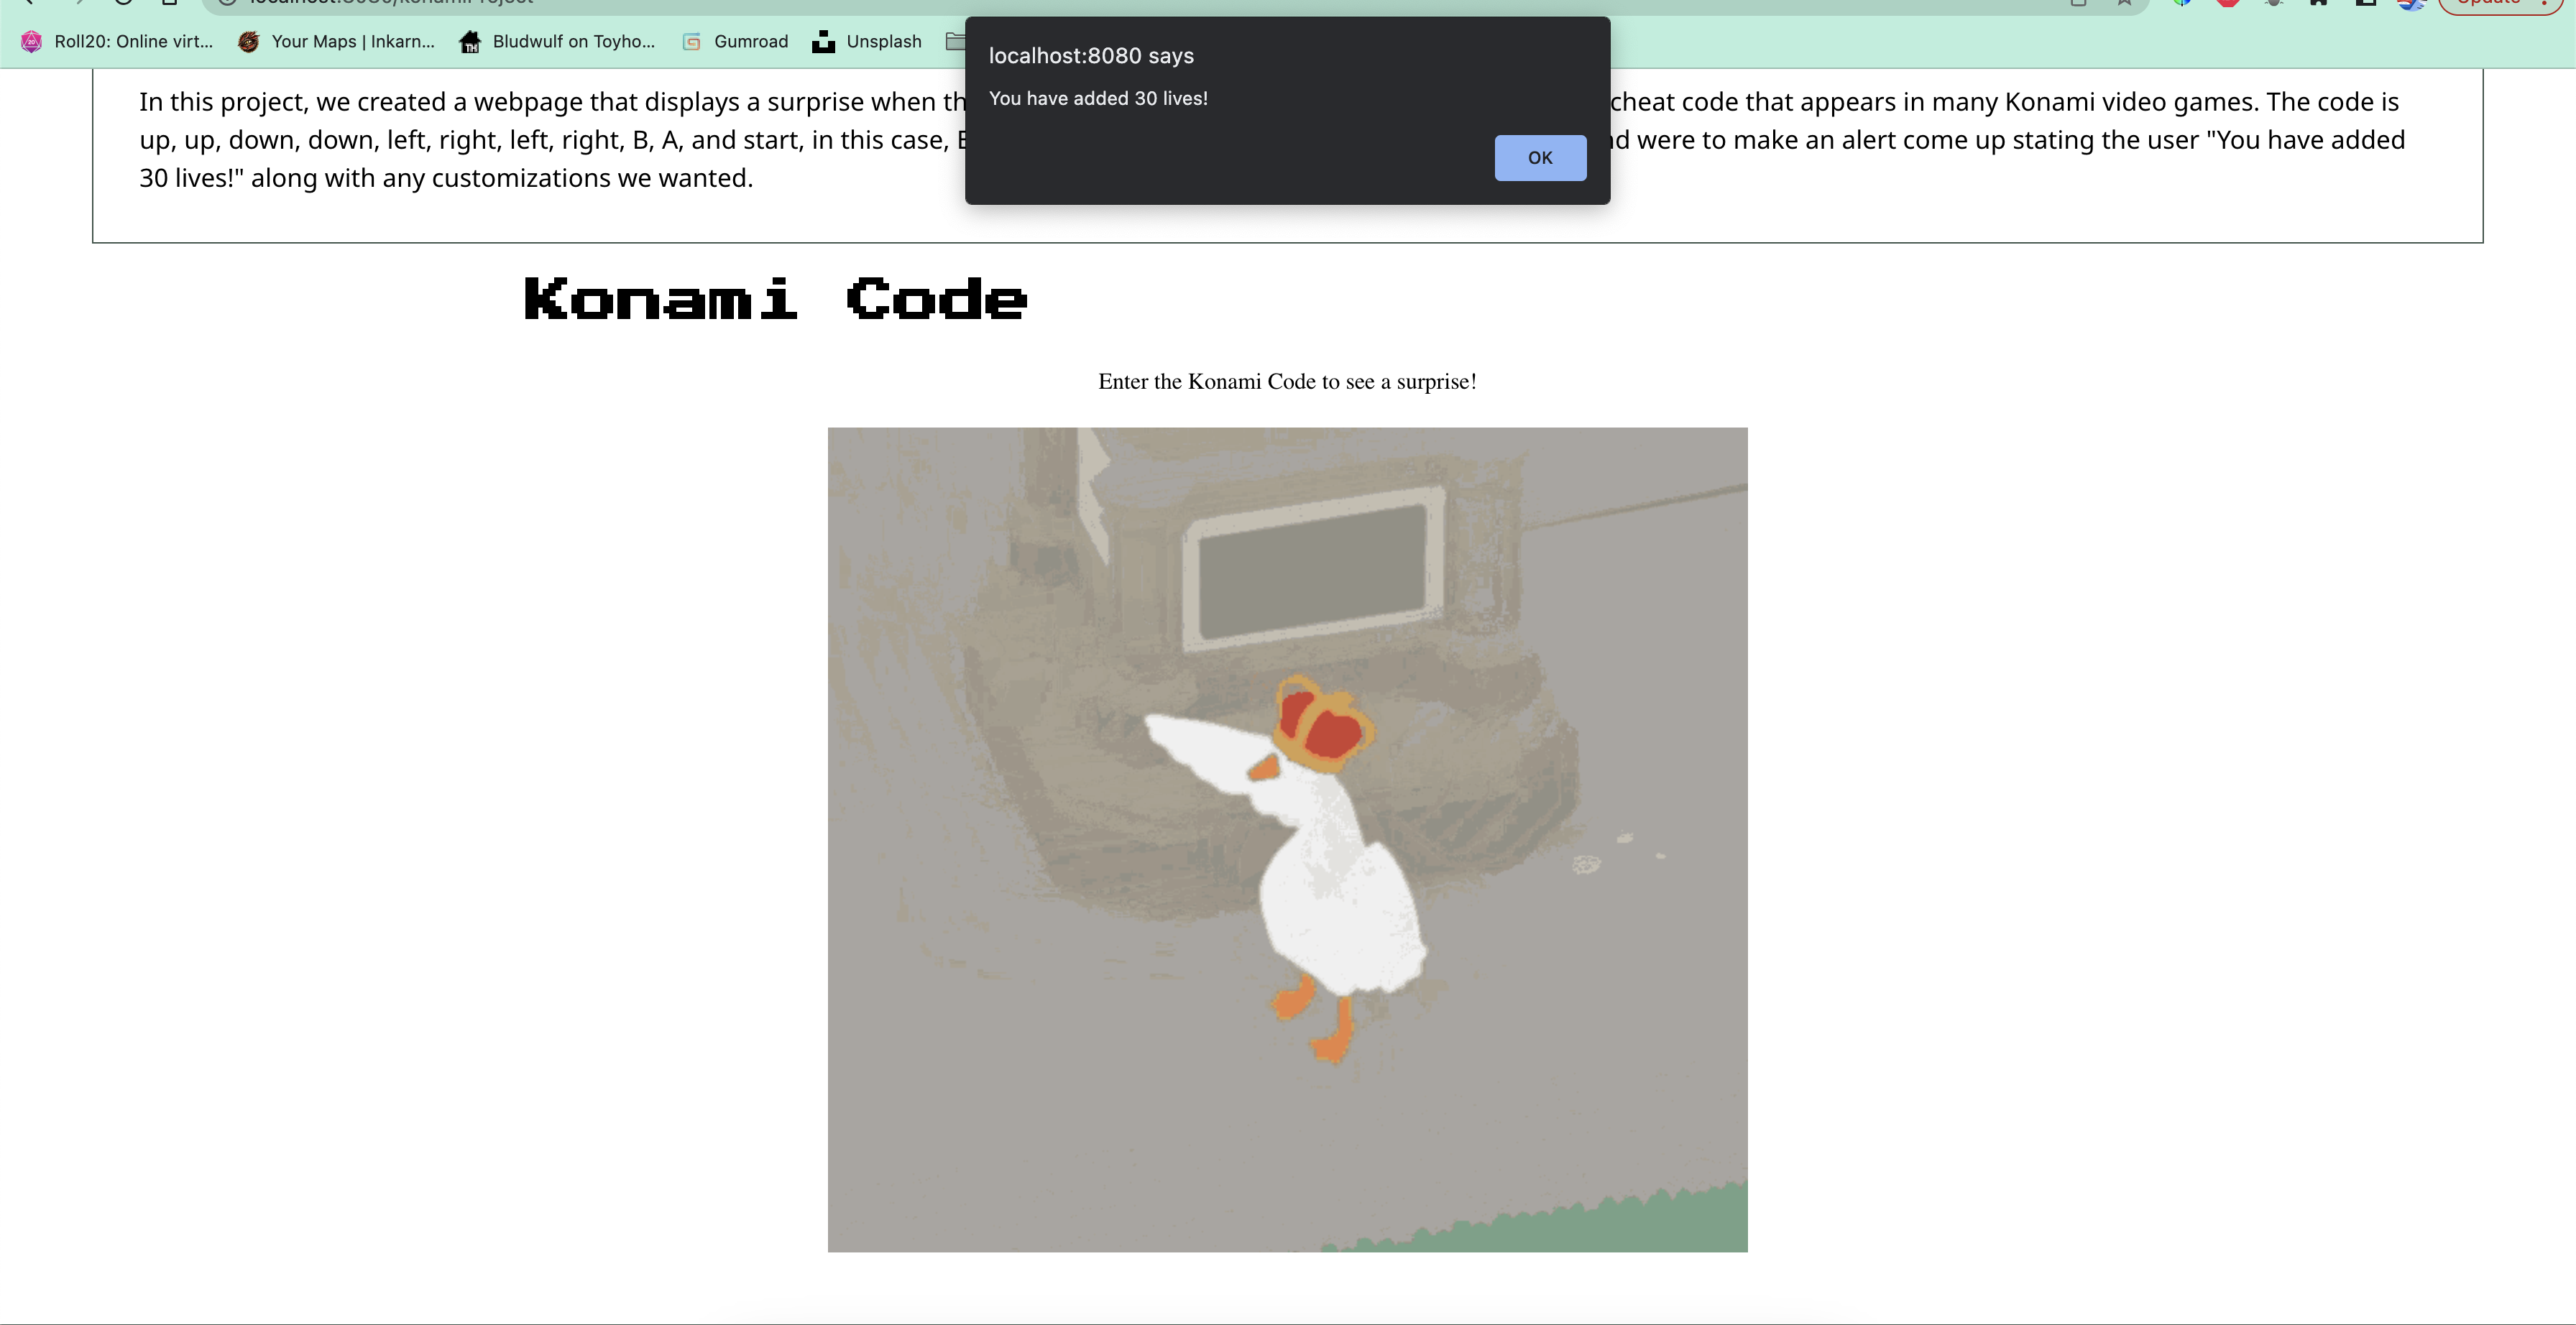 Roll20: Online virt... Your Maps | Inkarn... Bludwulf on Toyho... Gumroad Unsplash
localhost:8080 says
You have added 30 lives!
OK
In this project, we created a webpage that displays a surprise when cheat code that appears in many Konami video games. The code is
up, up, down, down, left, right, left, right, B, A, and start, in this case, were to make an alert come up stating the user "You have added
30 lives!" along with any customizations we wanted.
Konami Code
Enter the Konami Code to see a surprise!